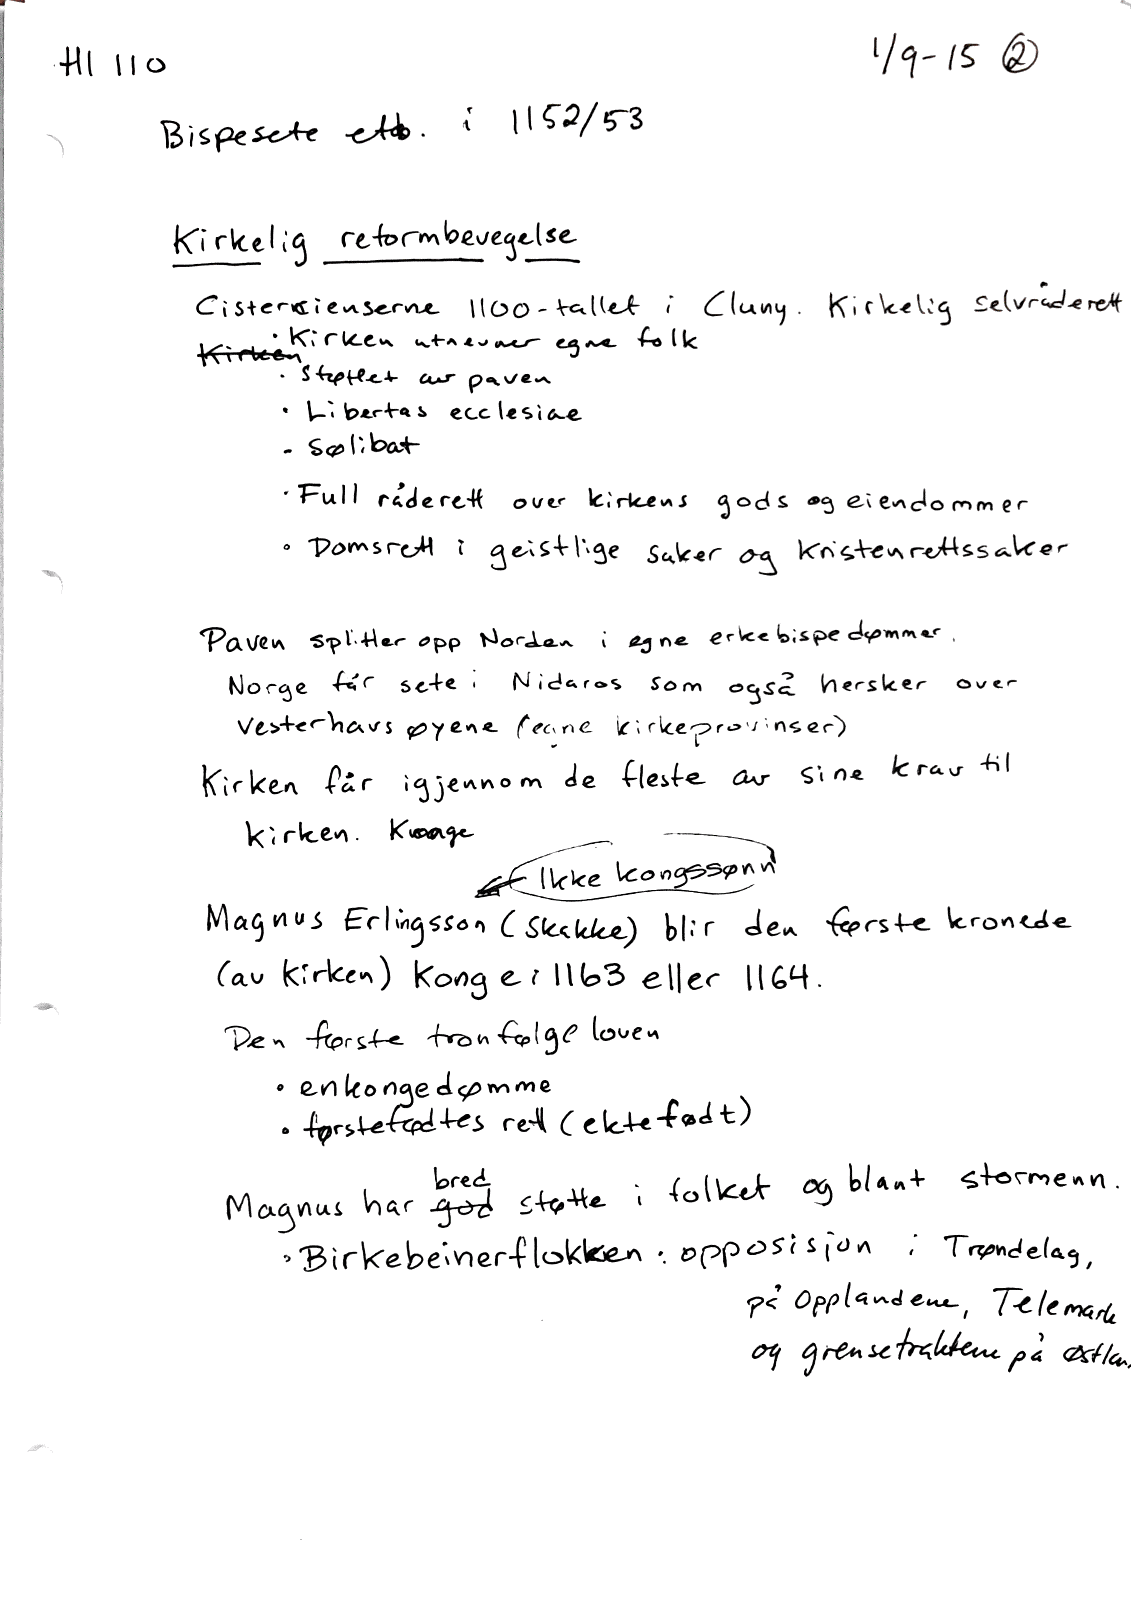 HI 110
1/9-15 2
Bispesete etb. i 1152/53
Kirkelig reformbevegelse
Cistercienserne 1100-tallet i Cluny. Kirkelig selvråderett
· Kirken utnevner egne folk
Kirken
· Støttet av paven
· Libertas ecclesiae
- Sølibat
· Full råderett over kirkens gods og eiendommer
· Domsrett i geistlige saker og kristenrettssaker
Paven splitter opp Norden i egne erkebispedømmer.
Norge får sete i Nidaros som også hersker over
Vesterhavsøyene (egne kirkeprovinser)
Kirken får igjennom de fleste av sine krav til
kirken. Konge
Ikke kongssønn
Magnus Erlingsson (Skakke) blir den første kronede
(av kirken) konge i 1163 eller 1164.
Den første tronfølgeloven
· enkongedømme
· førstefødtes rett (ektefødt)
bred
Magnus har god støtte i folket og blant stormenn.
· Birkebeinerflokken: opposisjon i Trøndelag,
på Opplandene, Telemark
og grensetraktene på Østlan